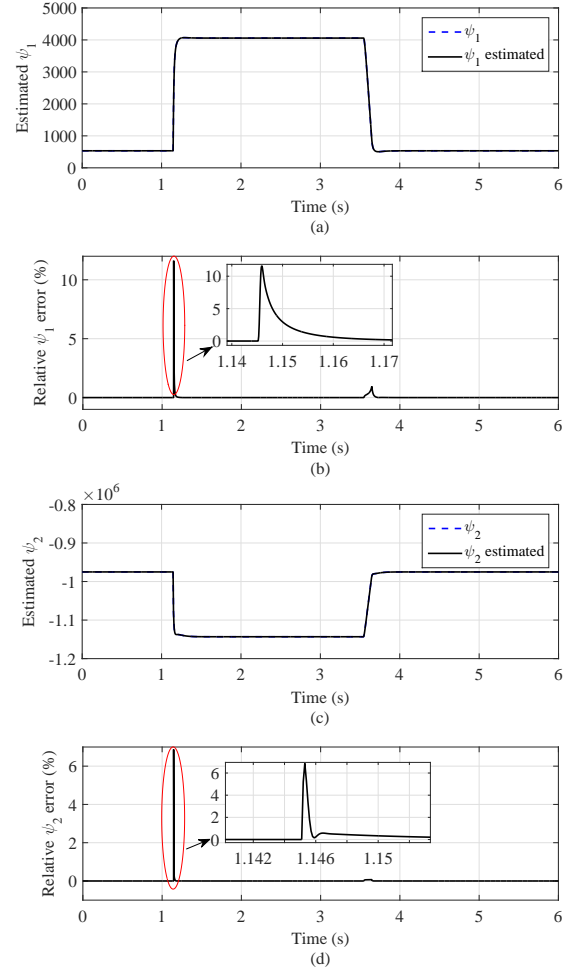 5000
4000
3000
2000
1000
0
Estimated ψ1
ψ1
ψ1 estimated
0 1 2 3 4 5 6
Time (s)
(a)
10
5
0
Relative ψ1 error (%)
10
5
0
1.14 1.15 1.16 1.17
0 1 2 3 4 5 6
Time (s)
(b)
×10^6
-0.8
-0.9
-1
-1.1
-1.2
Estimated ψ2
ψ2
ψ2 estimated
0 1 2 3 4 5 6
Time (s)
(c)
6
4
2
0
Relative ψ2 error (%)
6
4
2
0
1.142 1.146 1.15
0 1 2 3 4 5 6
Time (s)
(d)